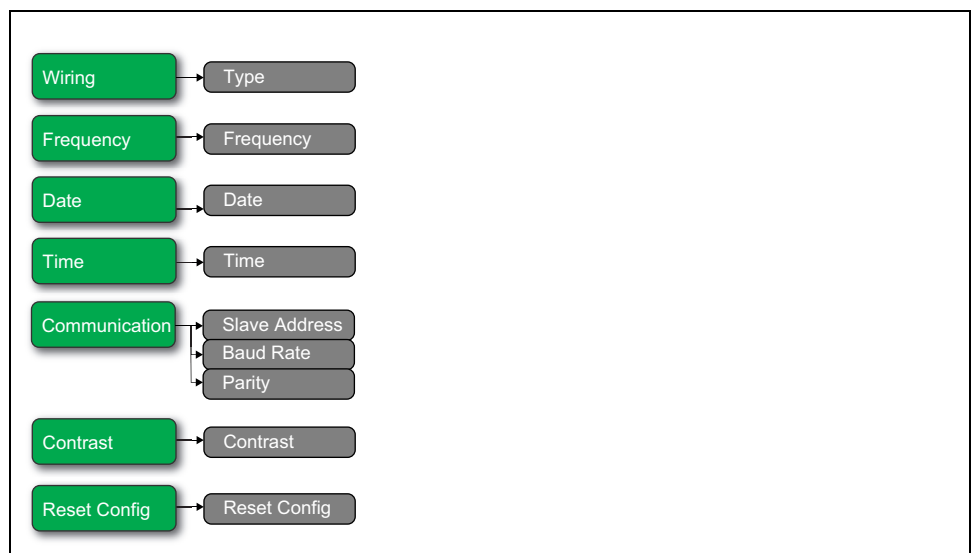 Wiring
Type
Frequency
Frequency
Date
Date
Time
Time
Communication
Slave Address
Baud Rate
Parity
Contrast
Contrast
Reset Config
Reset Config